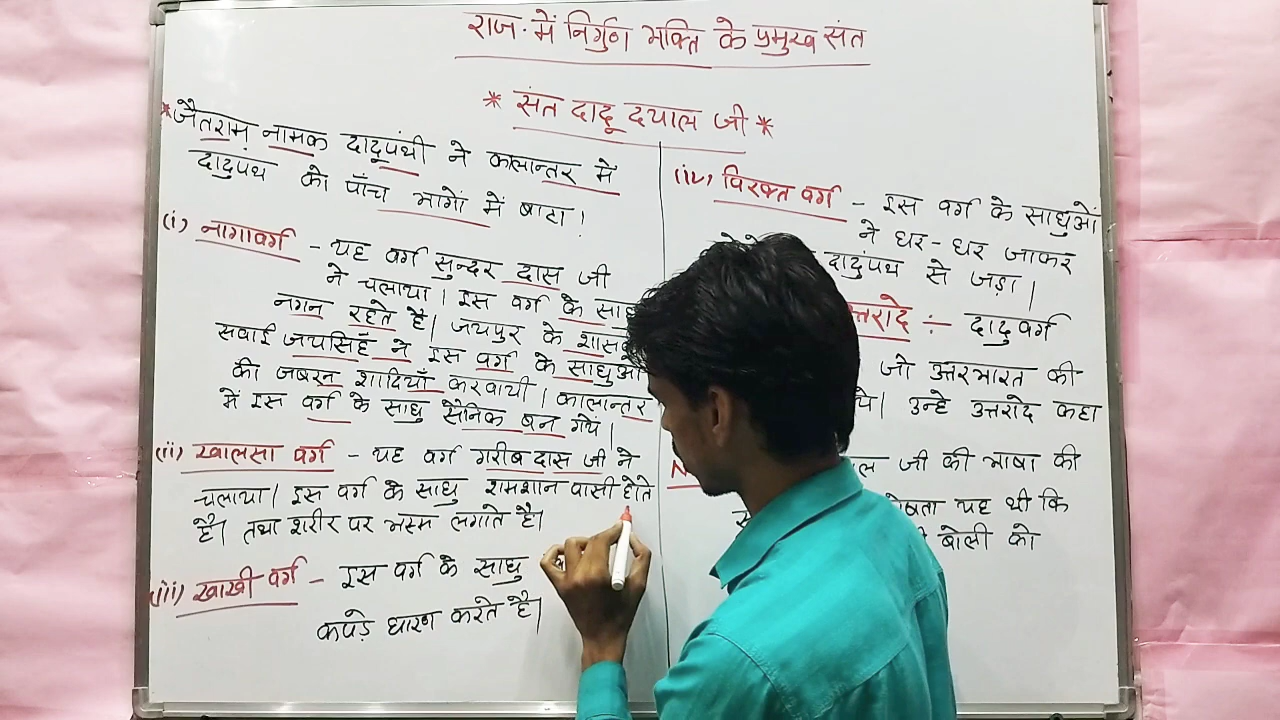 राज. में निर्गुण भक्ति के प्रमुख संत
* संत दादू दयाल जी *
*जैतराम नामक दादूपंथी ने कालान्तर में
दादुपंथ को पाँच भागों में बाटा!
(i) नागावर्ग - यह वर्ग सुन्दर दास जी
ने चलाया। इस वर्ग के
नगन रहते है। जयपुर के
सवाई जयसिहँ ने इस वर्ग के साधुओ
की जबरन शादियाँ करवायी। कालान्तर
में इस वर्ग के साधु सैनिक बन गये।
(ii) खालसा वर्ग - यह वर्ग गरीब दास जी ने
चलाया। इस वर्ग के साधु शमशान वासी होते
है। तथा शरीर पर भस्म लगाते है।
(iii) खाखी वर्ग - इस वर्ग के साधु
कपड़े धारण करते है।
(iv) विरक्त वर्ग - इस वर्ग के साधुओं
ने घर-घर जाकर
दादुपंथ से जड़ा।
÷ दादुवर्ग
जो उत्तरभारत की
उन्हे उत्तरादे कहा
जी की भाषा की
यह थी कि
बोली को